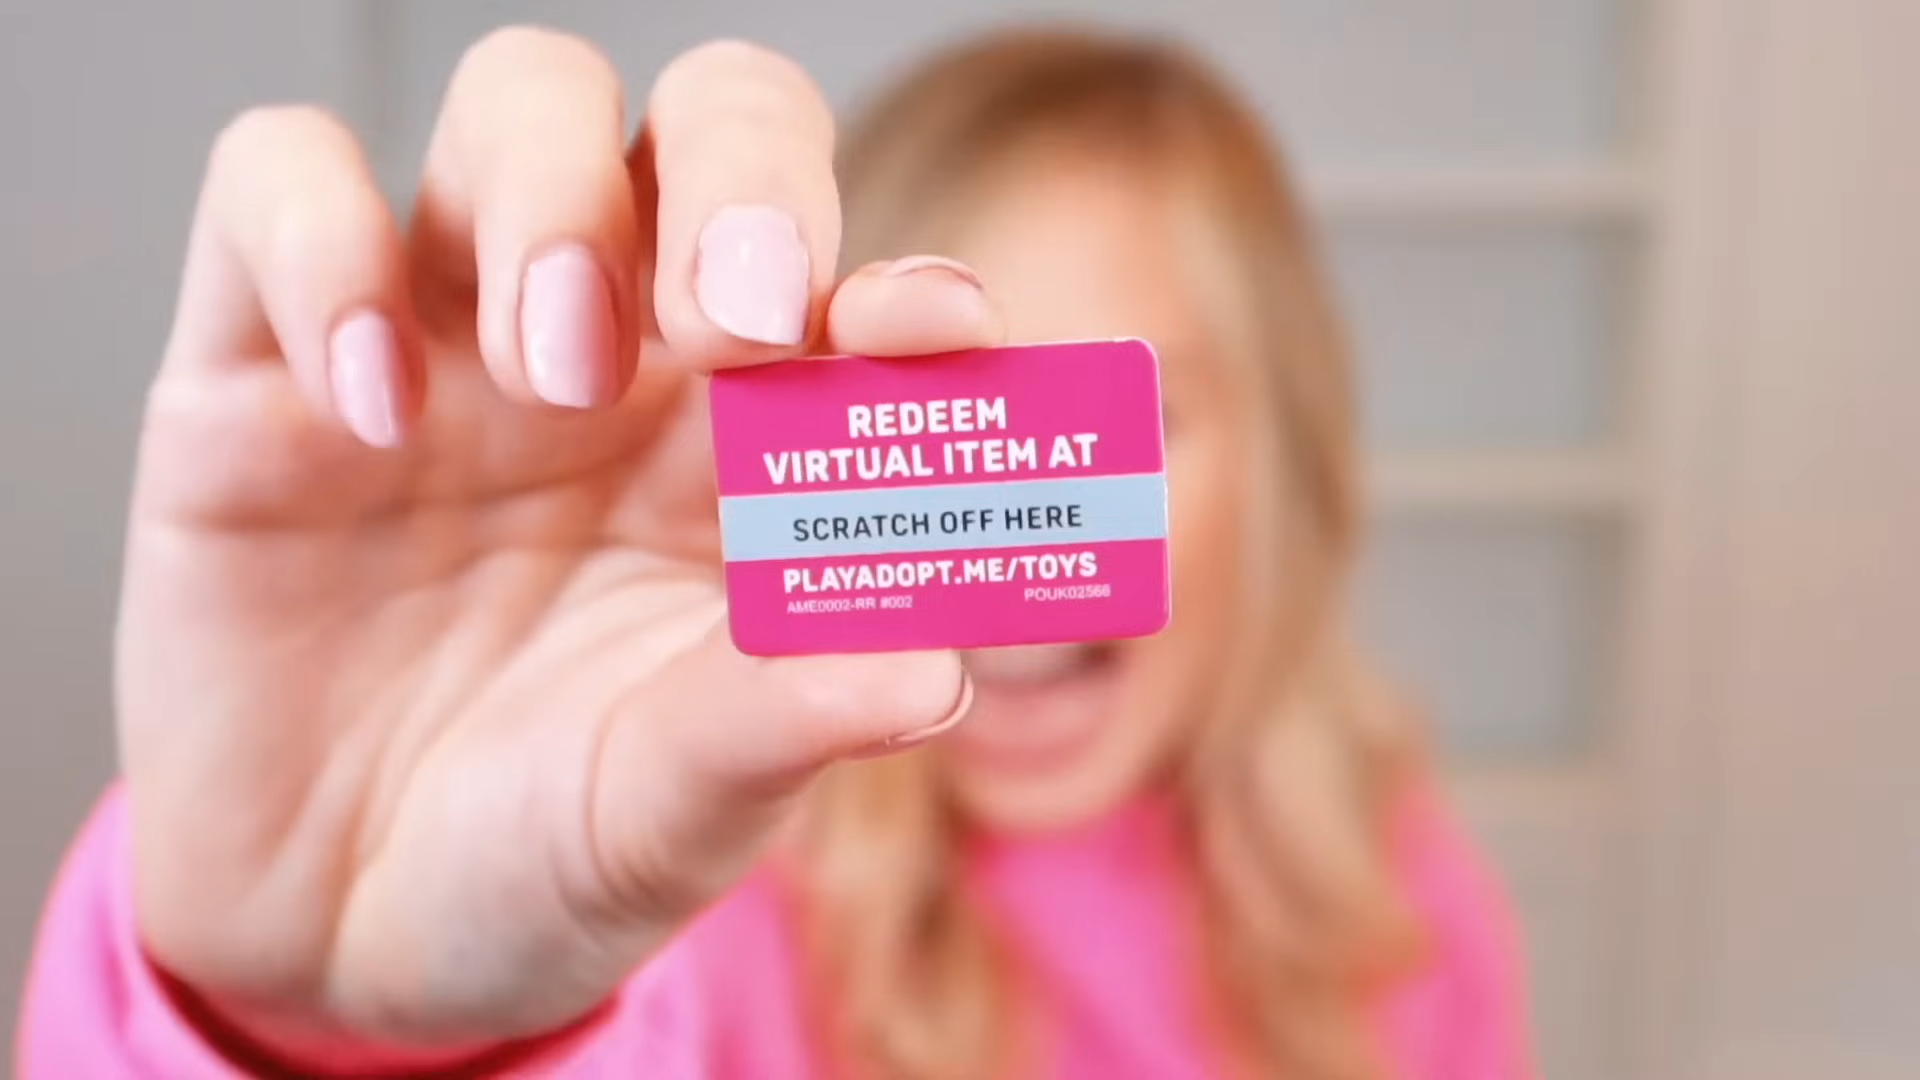 REDEEM
VIRTUAL ITEM AT
SCRATCH OFF HERE
PLAYADOPT.ME/TOYS
AME0002-RR #002 POUK02566